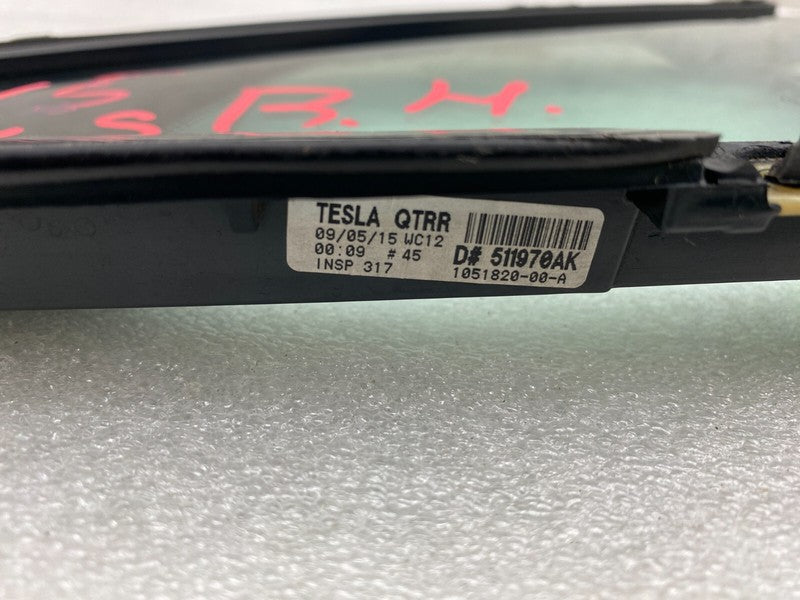 B.H.
TESLA QTRR
09/05/15 WC12
00:09 # 45 D# 511970AK
INSP 317 1051820-00-A